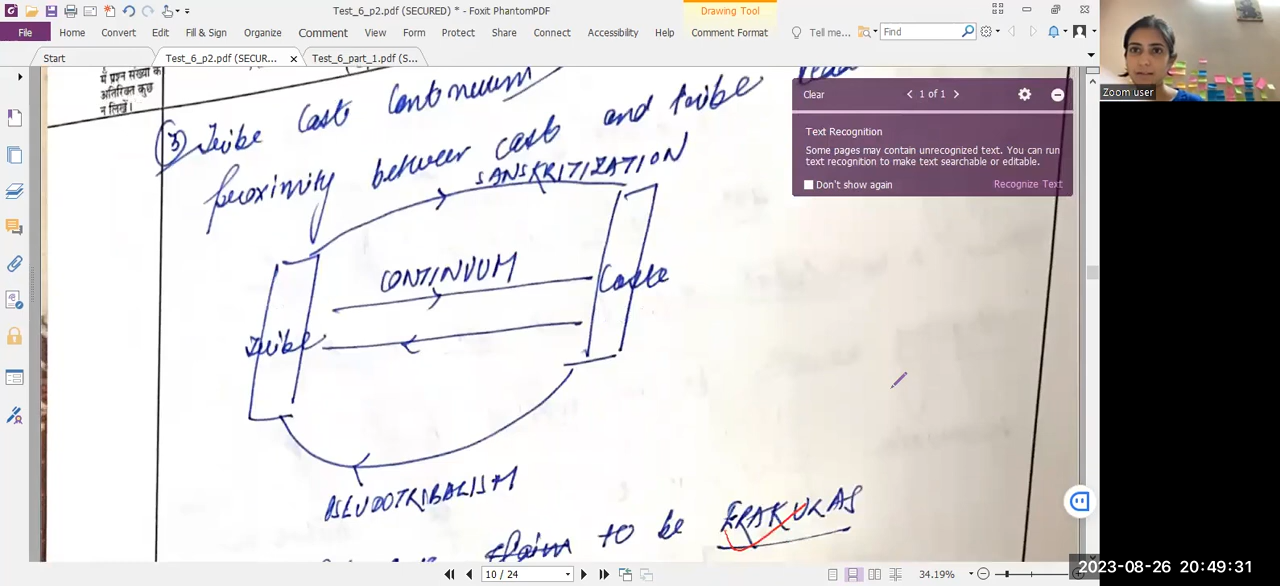 Test_6_p2.pdf (SECURED) * - Foxit PhantomPDF
Drawing Tool
File
Home
Convert
Edit
Fill & Sign
Organize
Comment
View
Form
Protect
Share
Connect
Accessibility
Help
Comment Format
Tell me...
Find
Start
Test_6_p2.pdf (SECUR...
Test_6_part_1.pdf (S...
में प्रश्न संख्या के
अतिरिक्त कुछ
न लिखें।
Clear
1 of 1
Text Recognition
Some pages may contain unrecognized text. You can run
text recognition to make text searchable or editable.
Don't show again
Recognize Text
Zoom user
③ Tribe Caste Continuum
Proximity between caste and tribe
SANSKRITIZATION
CONTINUUM
Caste
Tribe
PSEUDOTRIBALISM
claim to be ERAKULAS
10 / 24
34.19%
2023-08-26 20:49:31